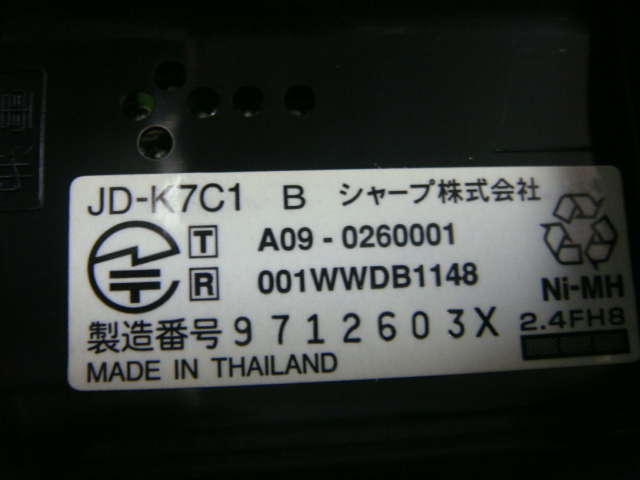 JD-K7C1 B シャープ株式会社
T A09-0260001
R 001WWDB1148
Ni-MH
製造番号 9712603X 2.4FH8
MADE IN THAILAND